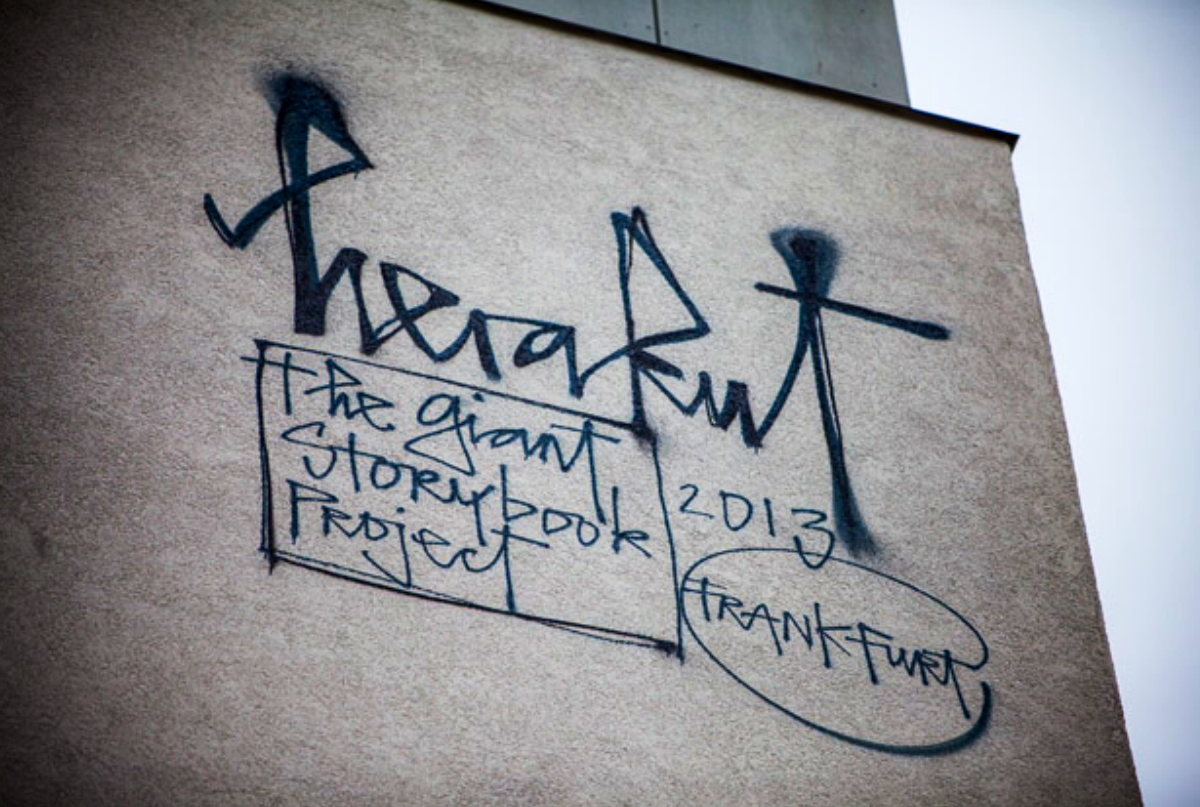 herakut
the giant
storybook
project
2013
FRANKfurt